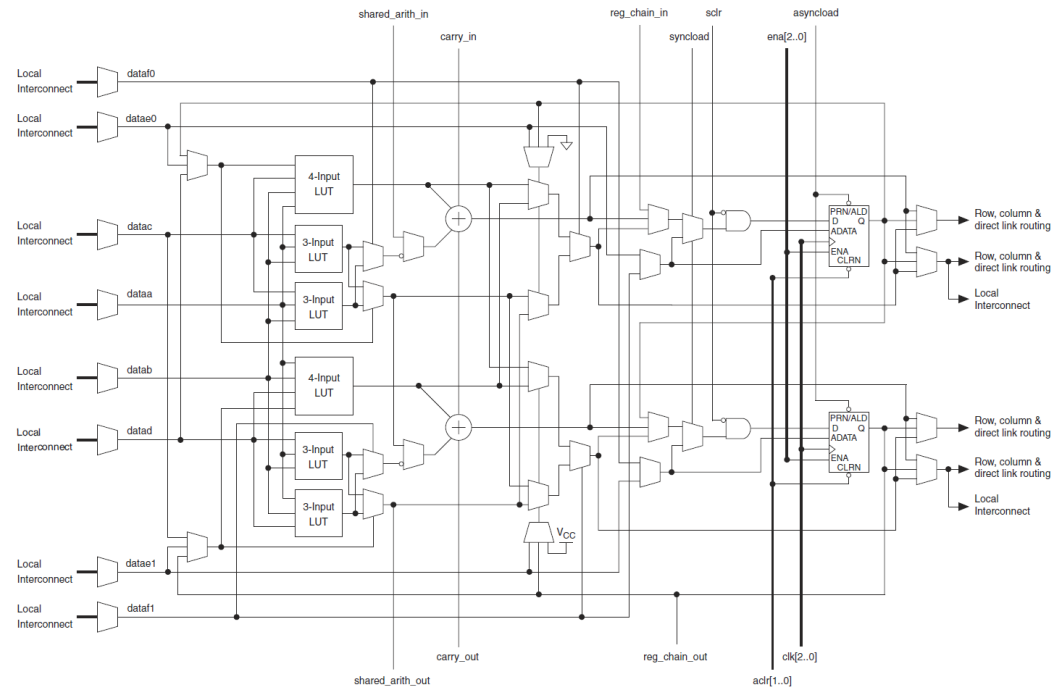 shared_arith_in
reg_chain_in
sclr
asyncload
carry_in
syncload
ena[2..0]
Local
Interconnect
dataf0
Local
Interconnect
datae0
4-Input
LUT
PRN/ALD
D Q
ADATA
ENA
CLRN
Row, column &
direct link routing
Local
Interconnect
datac
3-Input
LUT
Row, column &
direct link routing
Local
Interconnect
dataa
3-Input
LUT
Local
Interconnect
Local
Interconnect
datab
4-Input
LUT
Local
Interconnect
datad
3-Input
LUT
PRN/ALD
D Q
ADATA
ENA
CLRN
Row, column &
direct link routing
Row, column &
direct link routing
3-Input
LUT
Local
Interconnect
VCC
Local
Interconnect
datae1
Local
Interconnect
dataf1
carry_out
reg_chain_out
clk[2..0]
shared_arith_out
aclr[1..0]